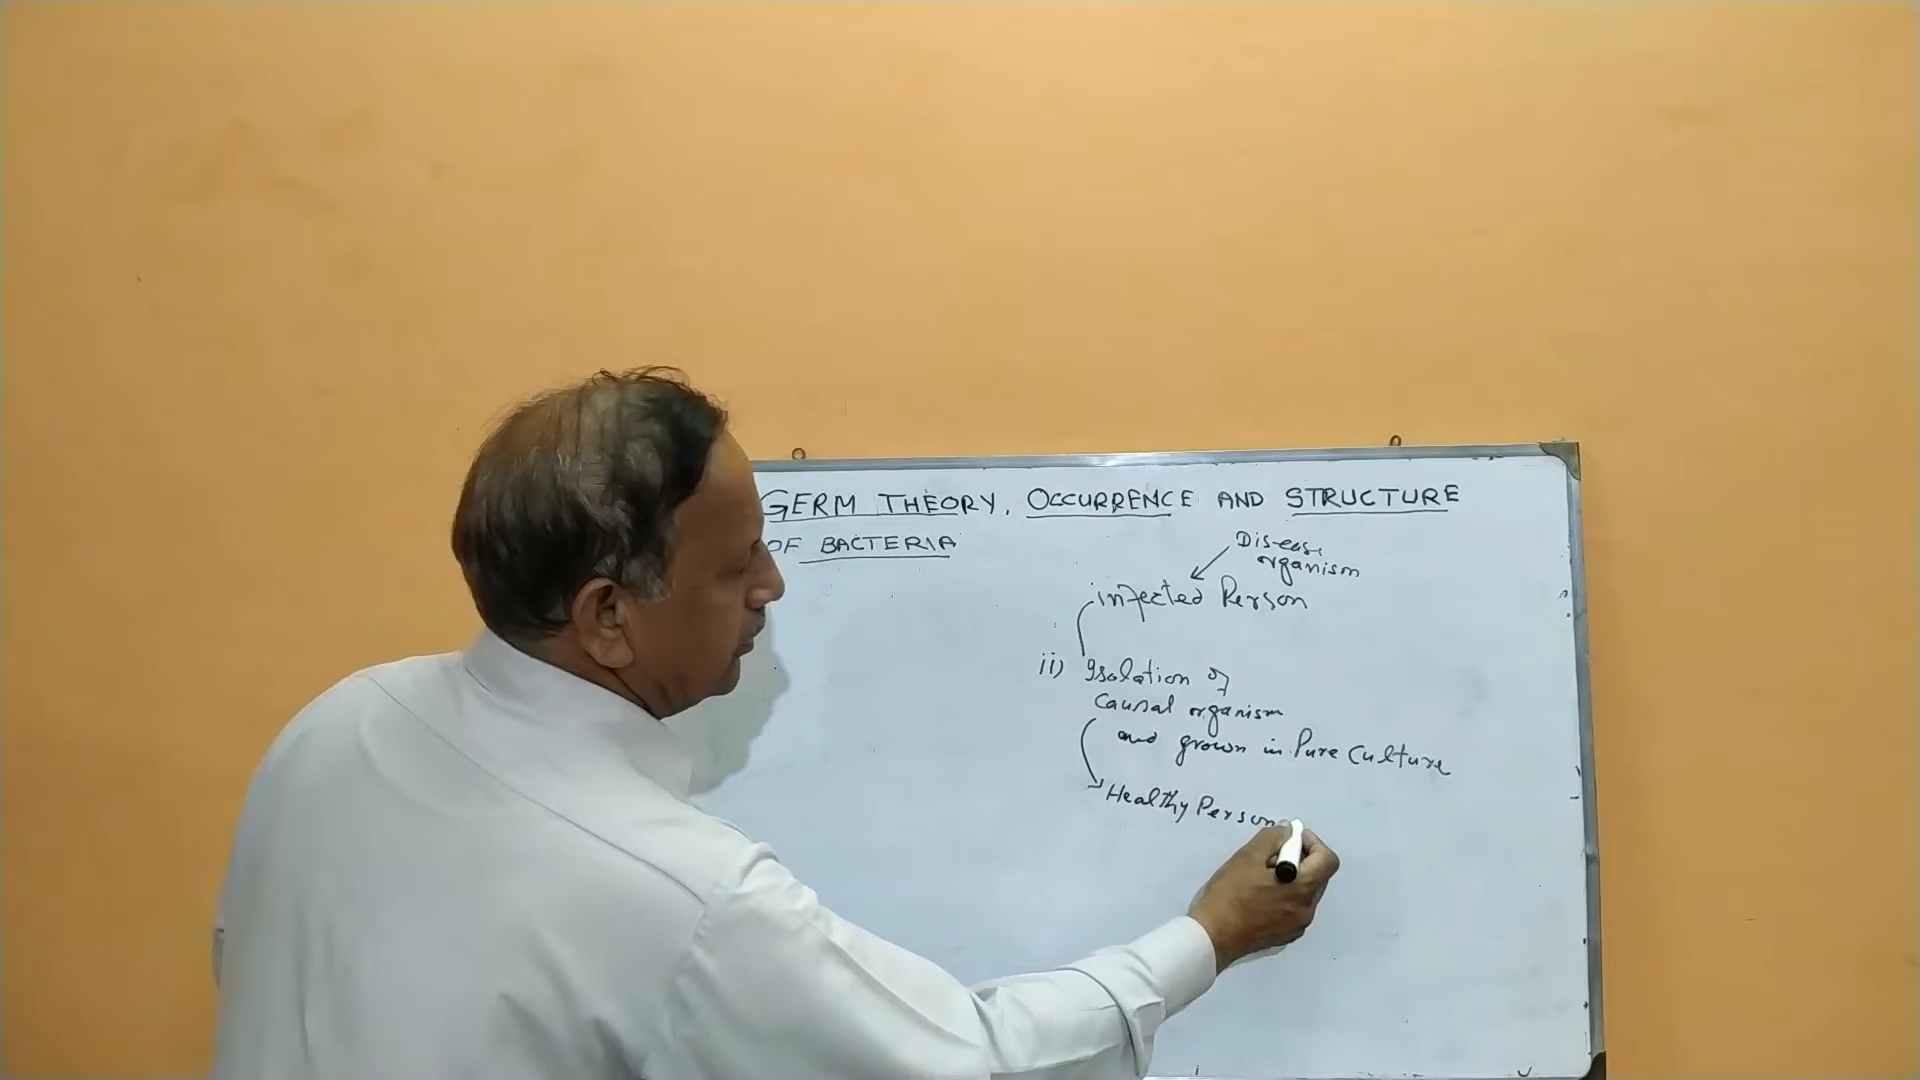 GERM THEORY, OCCURRENCE AND STRUCTURE
OF BACTERIA
Disease
organism
infected Person
ii) Isolation of
Causal organism
and grown in Pure Culture
Healthy Person